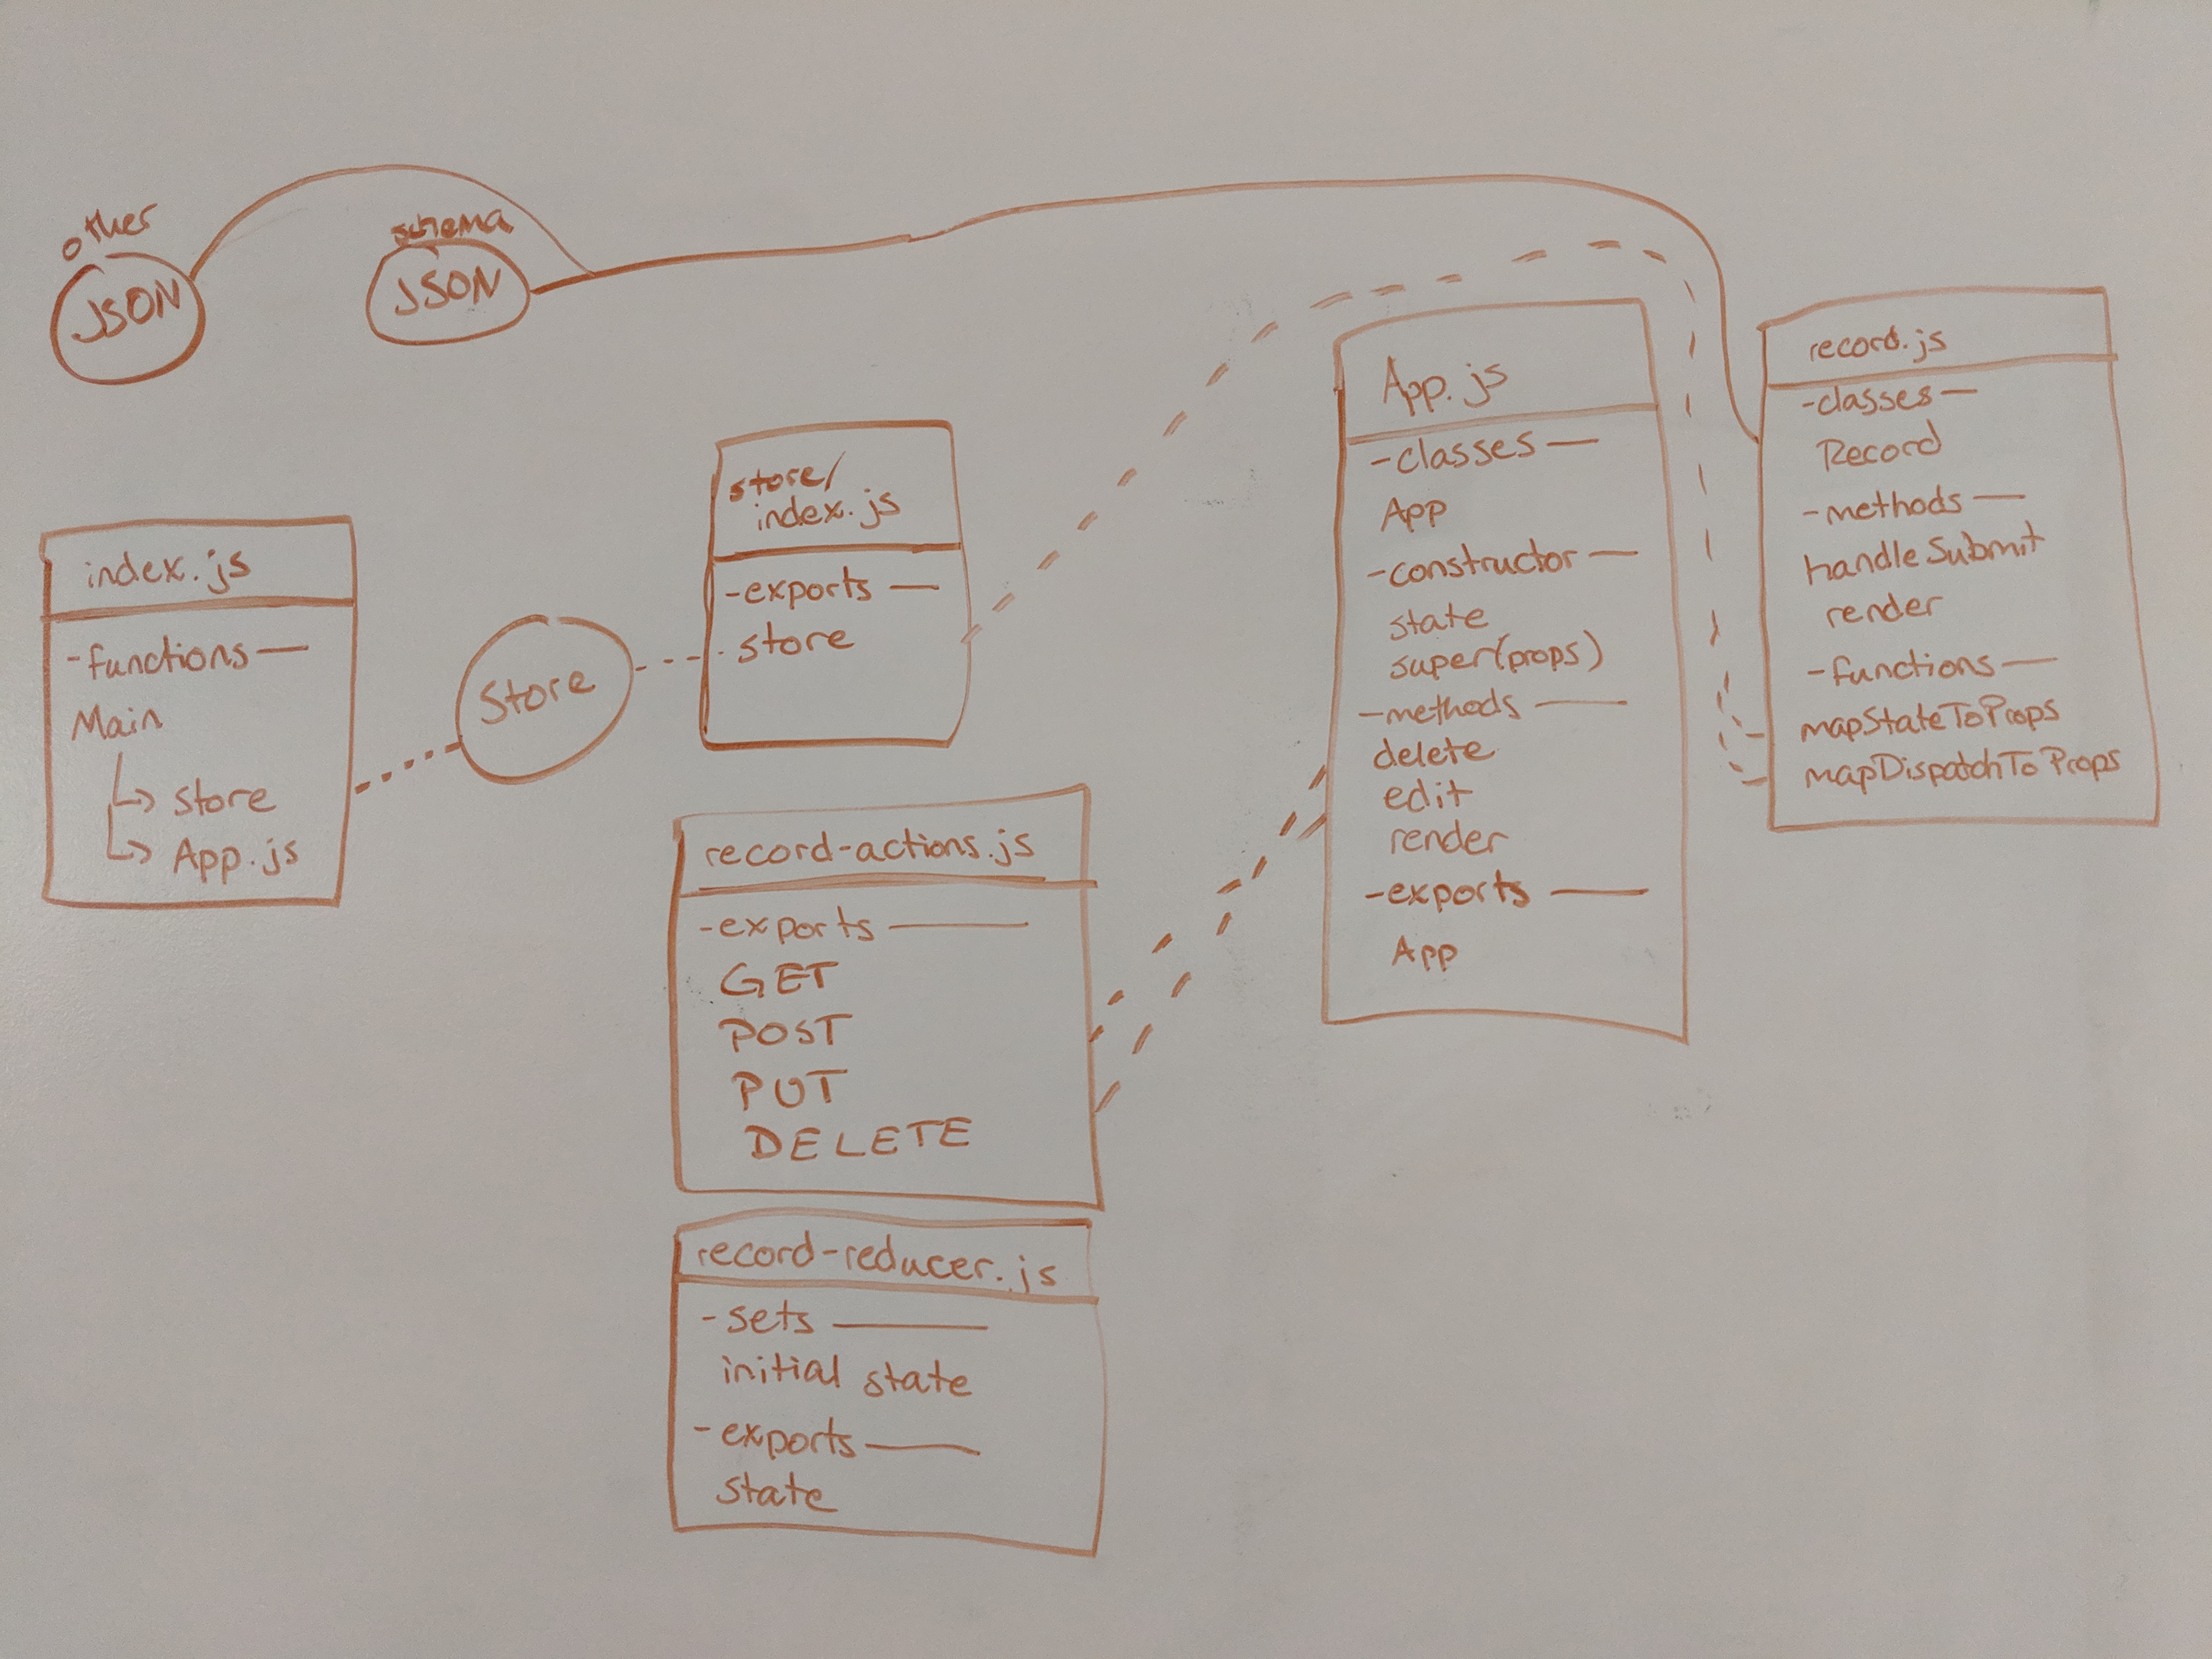 other
JSON
schema
JSON
index.js
-functions—
Main
↳ store
↳ App.js
Store
store/
index.js
-exports—
store
record-actions.js
-exports—
GET
POST
PUT
DELETE
record-reducer.js
-sets—
initial state
-exports—
state
App.js
-classes—
App
-constructor—
state
super(props)
-methods—
delete
edit
render
-exports—
App
record.js
-classes—
Record
-methods—
handleSubmit
render
-functions—
mapStateToProps
mapDispatchToProps